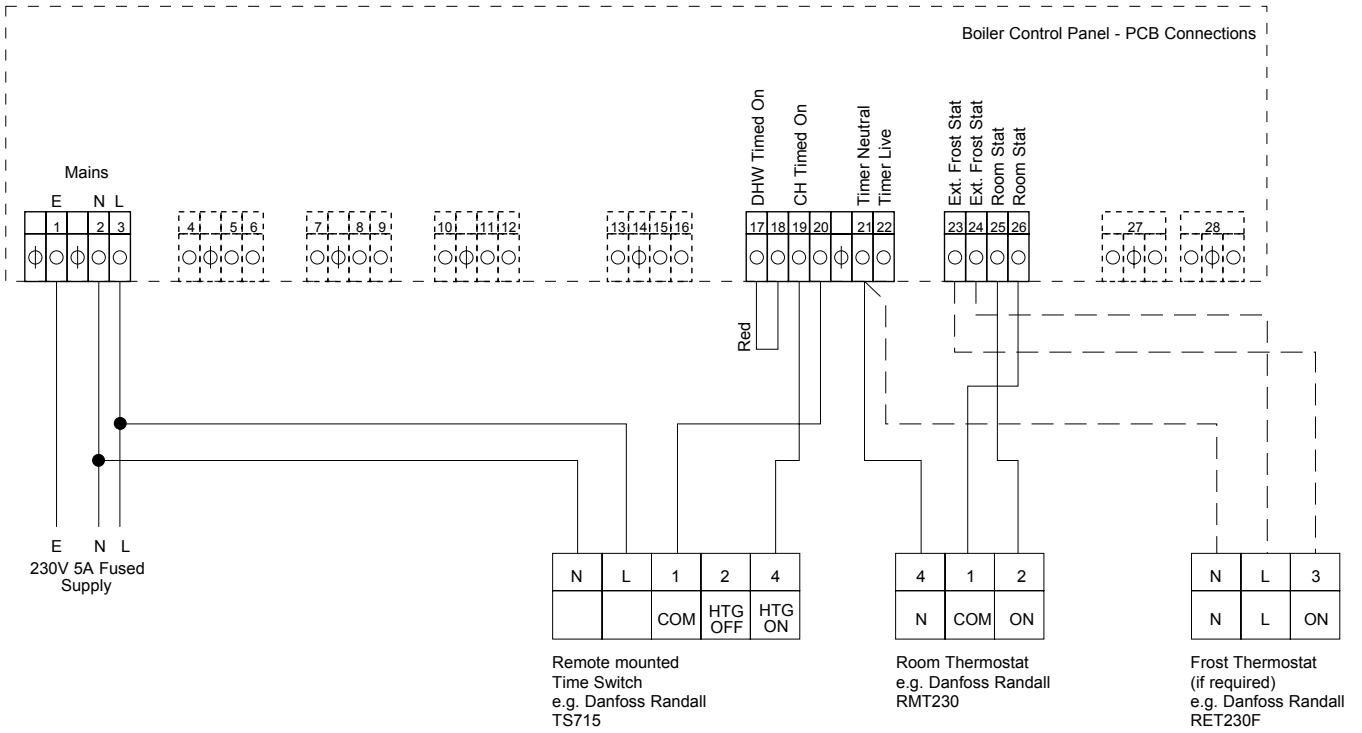 Boiler Control Panel - PCB Connections
Mains
E N L
DHW Timed On
CH Timed On
Timer Neutral
Timer Live
Ext. Frost Stat
Ext. Frost Stat
Room Stat
Room Stat
1 2 3 4 5 6 7 8 9 10 11 12 13 14 15 16 17 18 19 20 21 22 23 24 25 26 27 28
Red
E N L
230V 5A Fused
Supply
N L 1 2 4
COM HTG OFF HTG ON
Remote mounted
Time Switch
e.g. Danfoss Randall
TS715
4 1 2
N COM ON
Room Thermostat
e.g. Danfoss Randall
RMT230
N L 3
N L ON
Frost Thermostat
(if required)
e.g. Danfoss Randall
RET230F